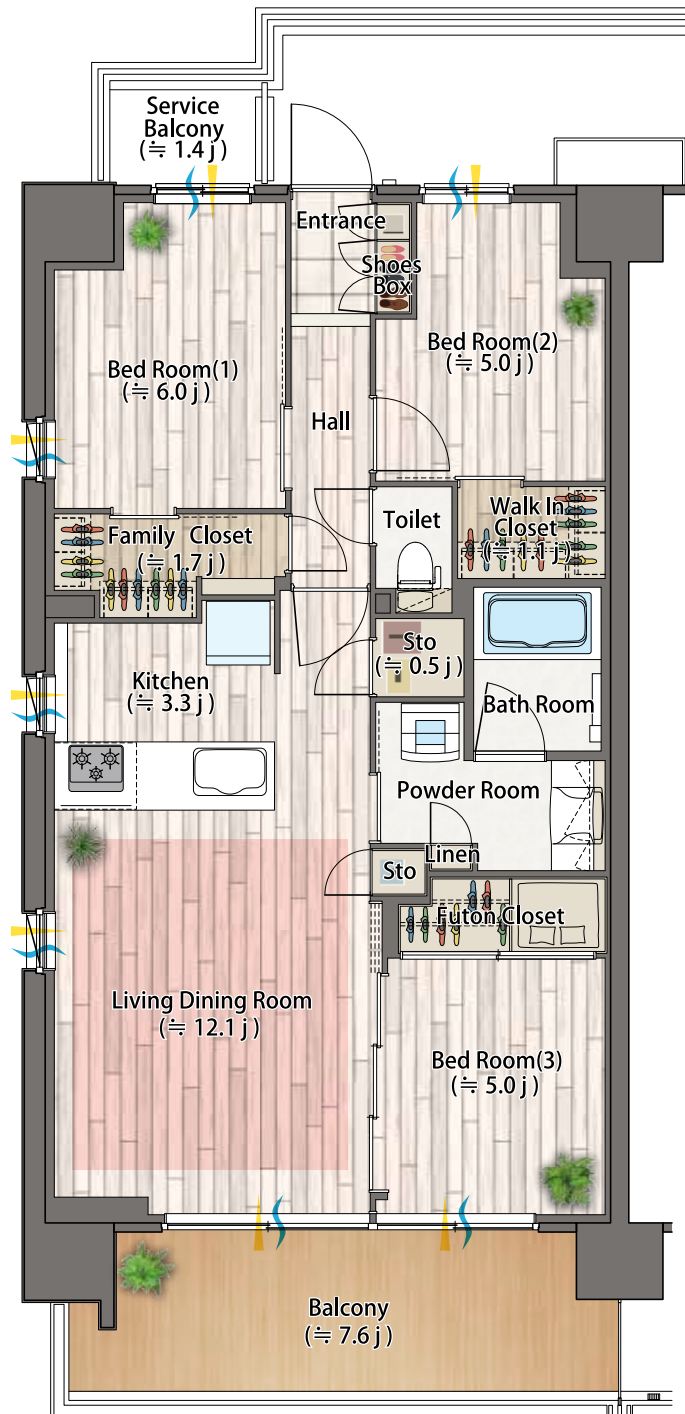 Service
Balcony
(≒ 1.4 j)
Entrance
Shoes
Box
Bed Room(1)
(≒ 6.0 j)
Bed Room(2)
(≒ 5.0 j)
Hall
Toilet
Walk In
Closet
(≒ 1.1 j)
Family Closet
(≒ 1.7 j)
Sto
(≒ 0.5 j)
Kitchen
(≒ 3.3 j)
Bath Room
Powder Room
Linen
Sto
Futon Closet
Living Dining Room
(≒ 12.1 j)
Bed Room(3)
(≒ 5.0 j)
Balcony
(≒ 7.6 j)